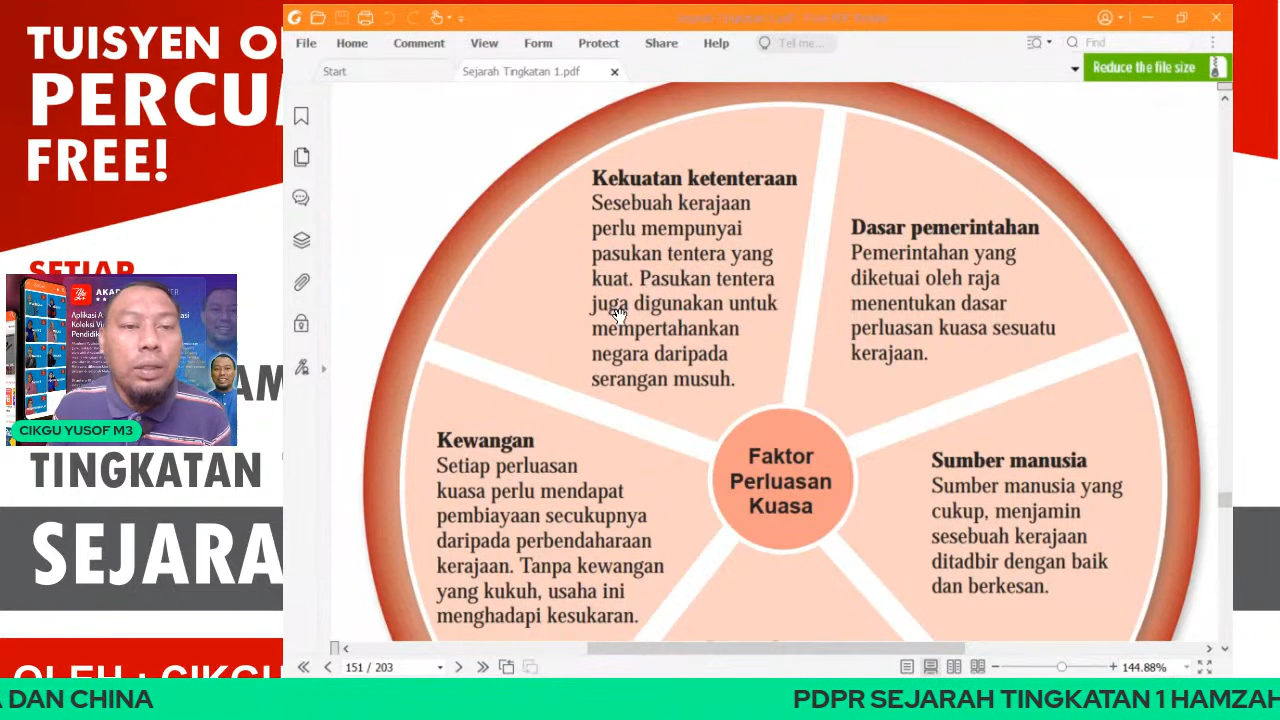 TUISYEN O
PERCU
FREE!
SETIAP
AM
TINGKATAN
SEJARA
OLEH : CIKGU
CIKGU YUSOF M3
File Home Comment View Form Protect Share Help Tell me... Find
Start Sejarah Tingkatan 1.pdf
Reduce the file size
Kekuatan ketenteraan
Sesebuah kerajaan
perlu mempunyai
pasukan tentera yang
kuat. Pasukan tentera
juga digunakan untuk
mempertahankan
negara daripada
serangan musuh.
Dasar pemerintahan
Pemerintahan yang
diketuai oleh raja
menentukan dasar
perluasan kuasa sesuatu
kerajaan.
Kewangan
Setiap perluasan
kuasa perlu mendapat
pembiayaan secukupnya
daripada perbendaharaan
kerajaan. Tanpa kewangan
yang kukuh, usaha ini
menghadapi kesukaran.
Faktor
Perluasan
Kuasa
Sumber manusia
Sumber manusia yang
cukup, menjamin
sesebuah kerajaan
ditadbir dengan baik
dan berkesan.
151 / 203
144.88%
A DAN CHINA PDPR SEJARAH TINGKATAN 1 HAMZAH